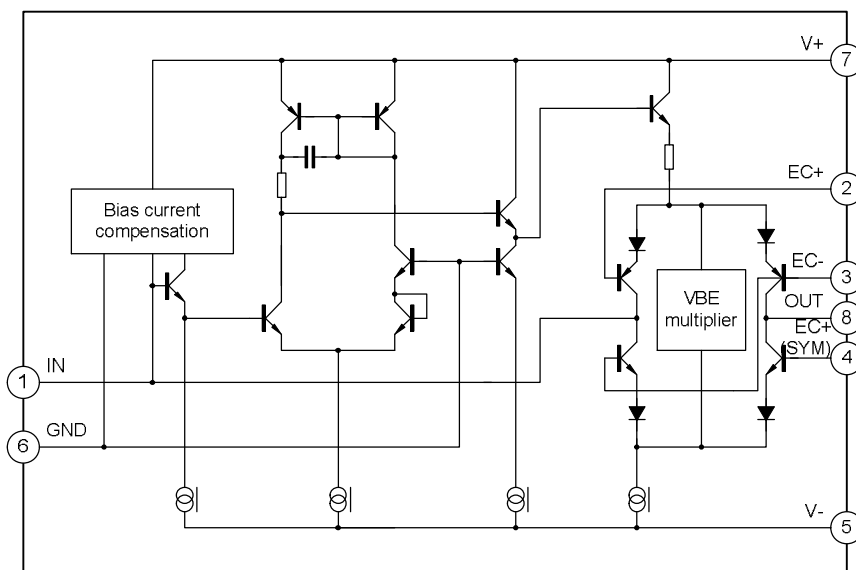 V+
7
EC+
2
Bias current
compensation
EC-
3
VBE
multiplier
OUT
8
EC+
(SYM)
4
IN
1
GND
6
V-
5